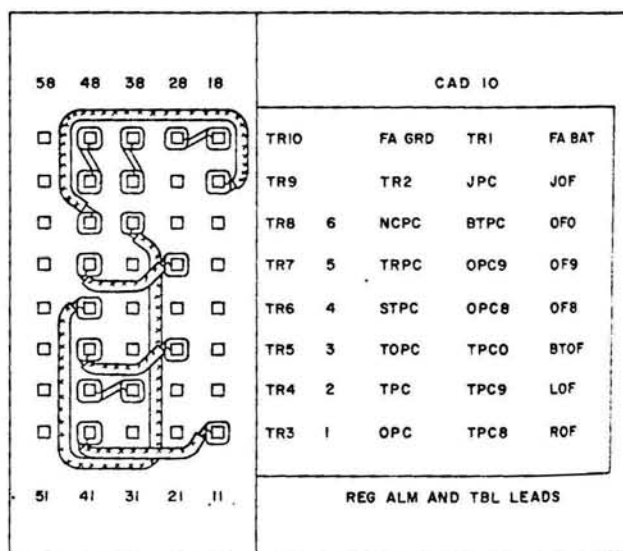 58 48 38 28 18 CAD 10
TR10 FA GRD TR1 FA BAT
TR9 TR2 JPC JOF
TR8 6 NCPC BTPC OF0
TR7 5 TRPC OPC9 OF9
TR6 4 STPC OPC8 OF8
TR5 3 TOPC TPC0 BTOF
TR4 2 TPC TPC9 LOF
TR3 1 OPC TPC8 ROF
51 41 31 21 11 REG ALM AND TBL LEADS